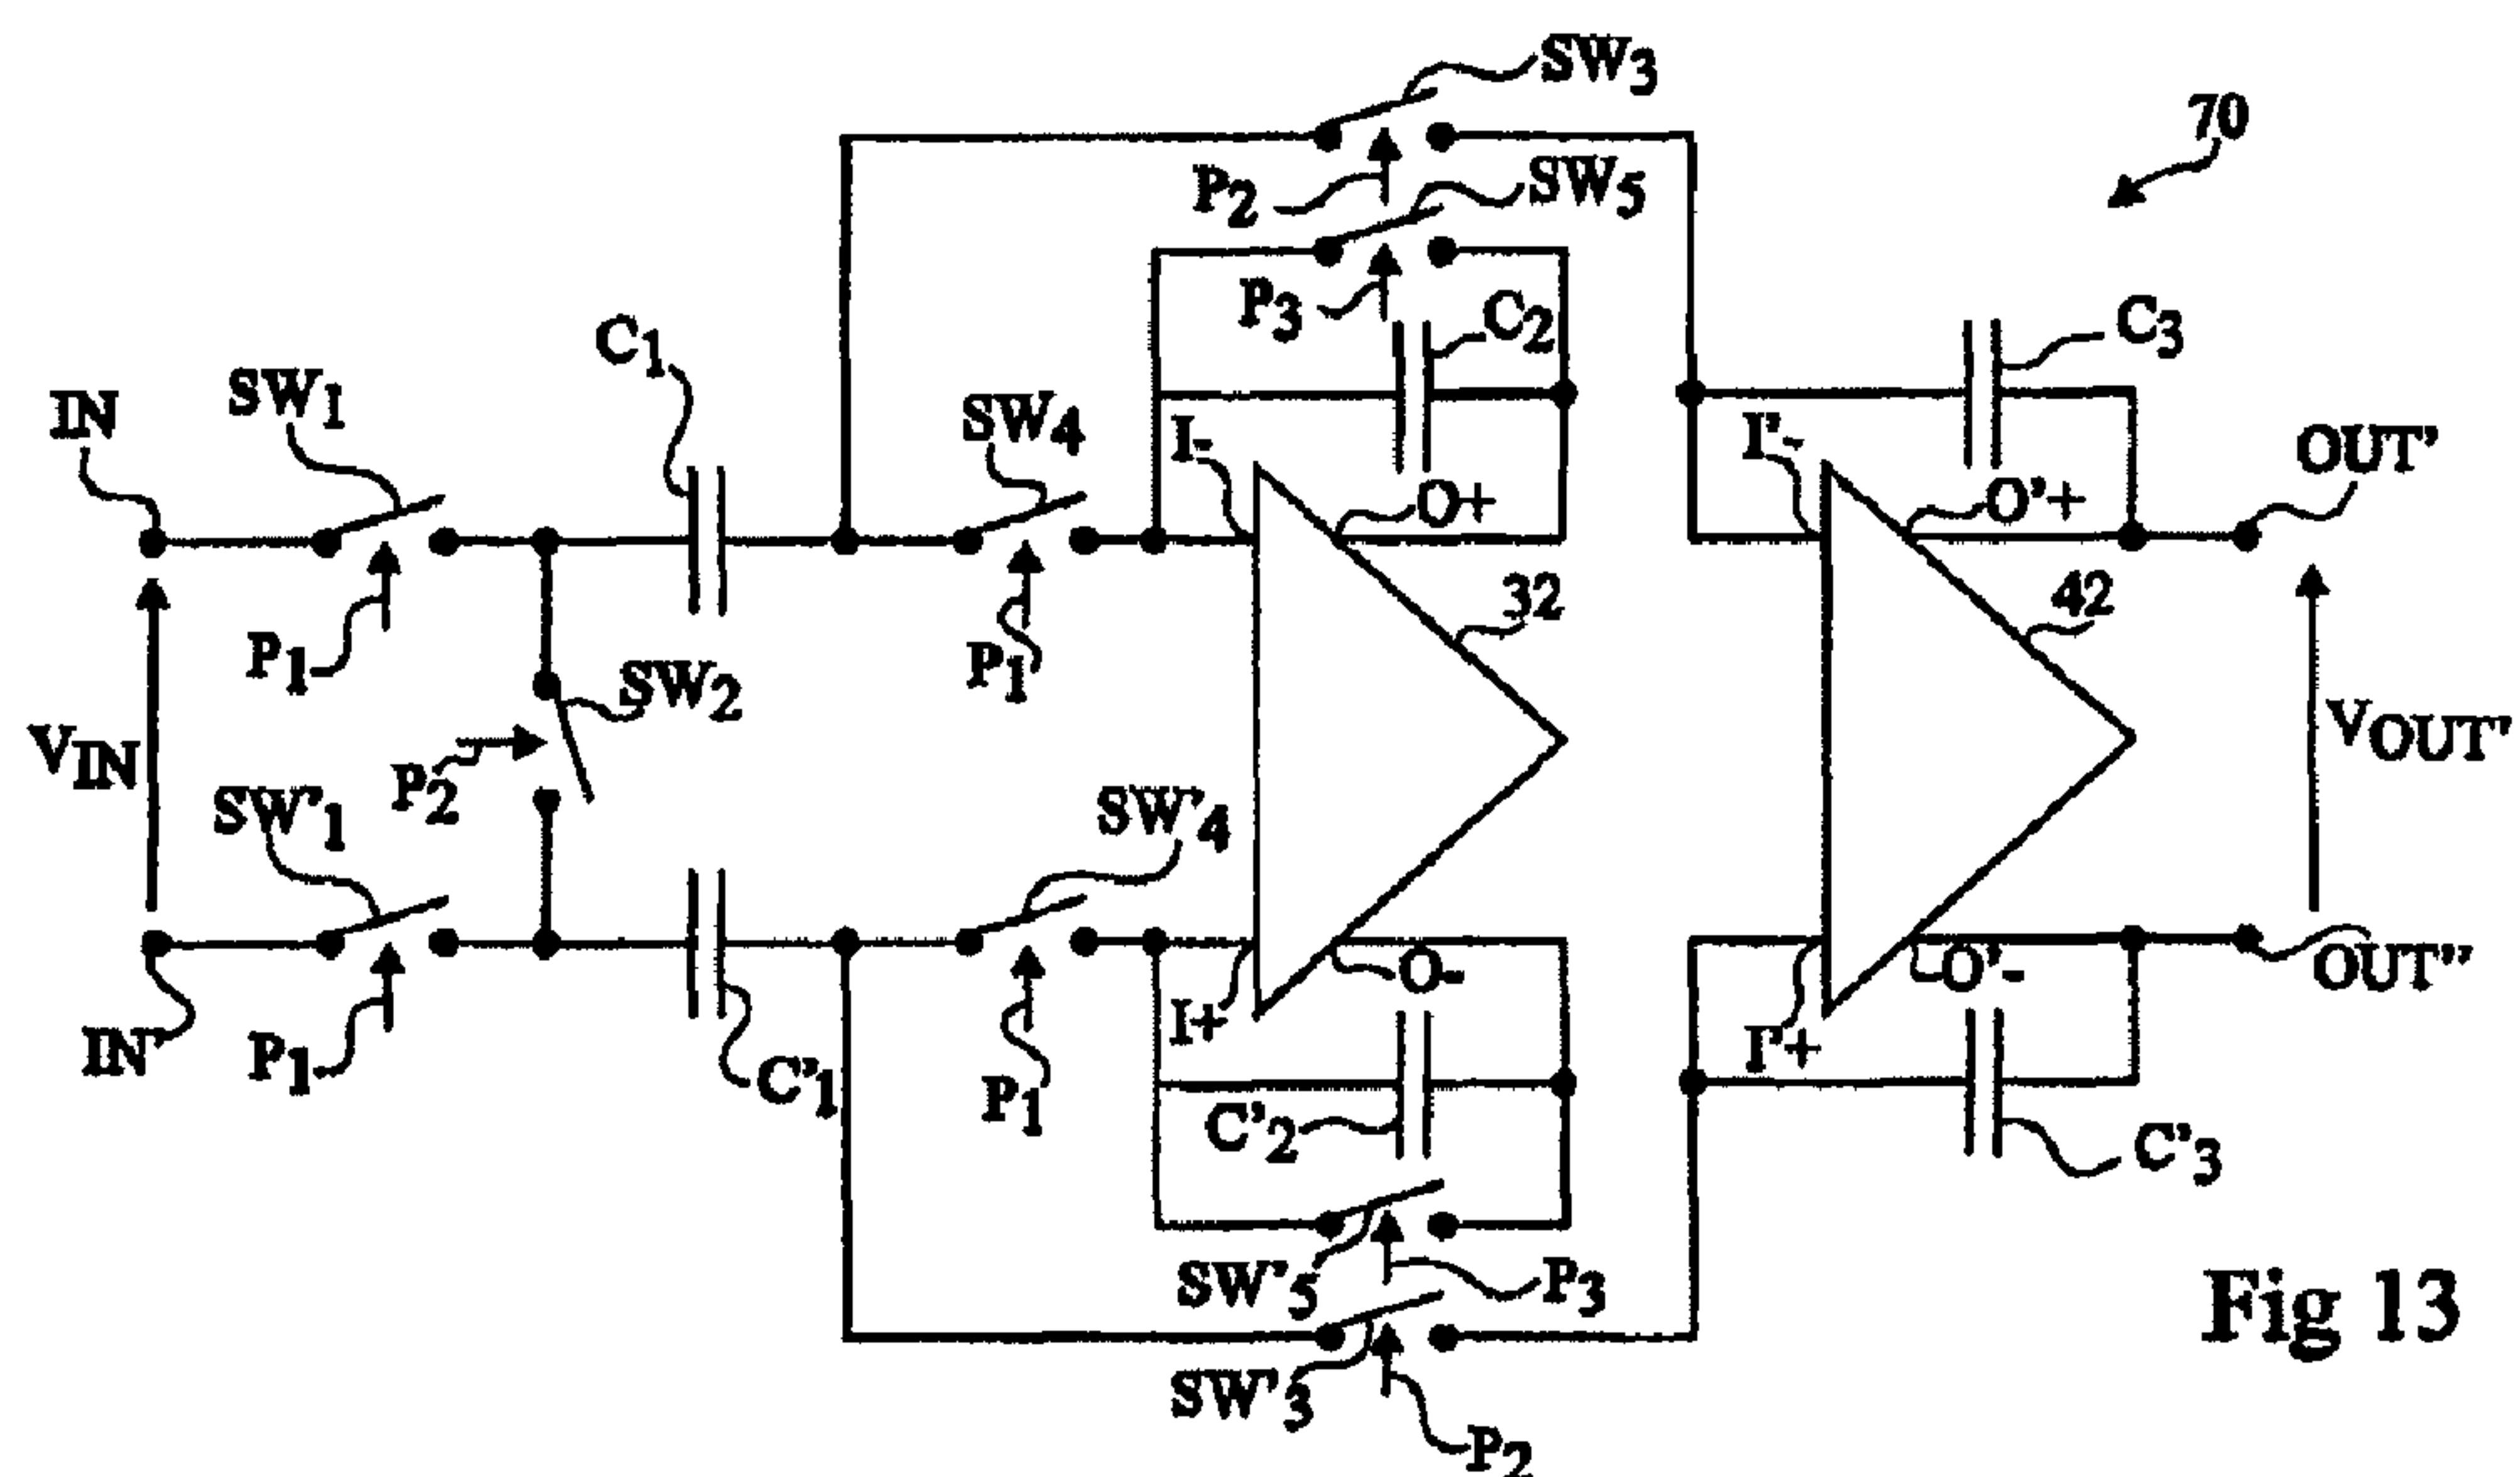 SW3
70
P2
SW5
P3
C2
C3
C1
IN
SW1
SW4
I-
I'-
OUT'
O+
O'+
32
42
P1
P1
SW2
VIN
VOUT'
P2
SW'1
SW'4
O-
O'-
OUT"
I+
I'+
IN'
P1
C'1
P1
C'2
C'3
SW'5
P3
Fig 13
SW'3
P2